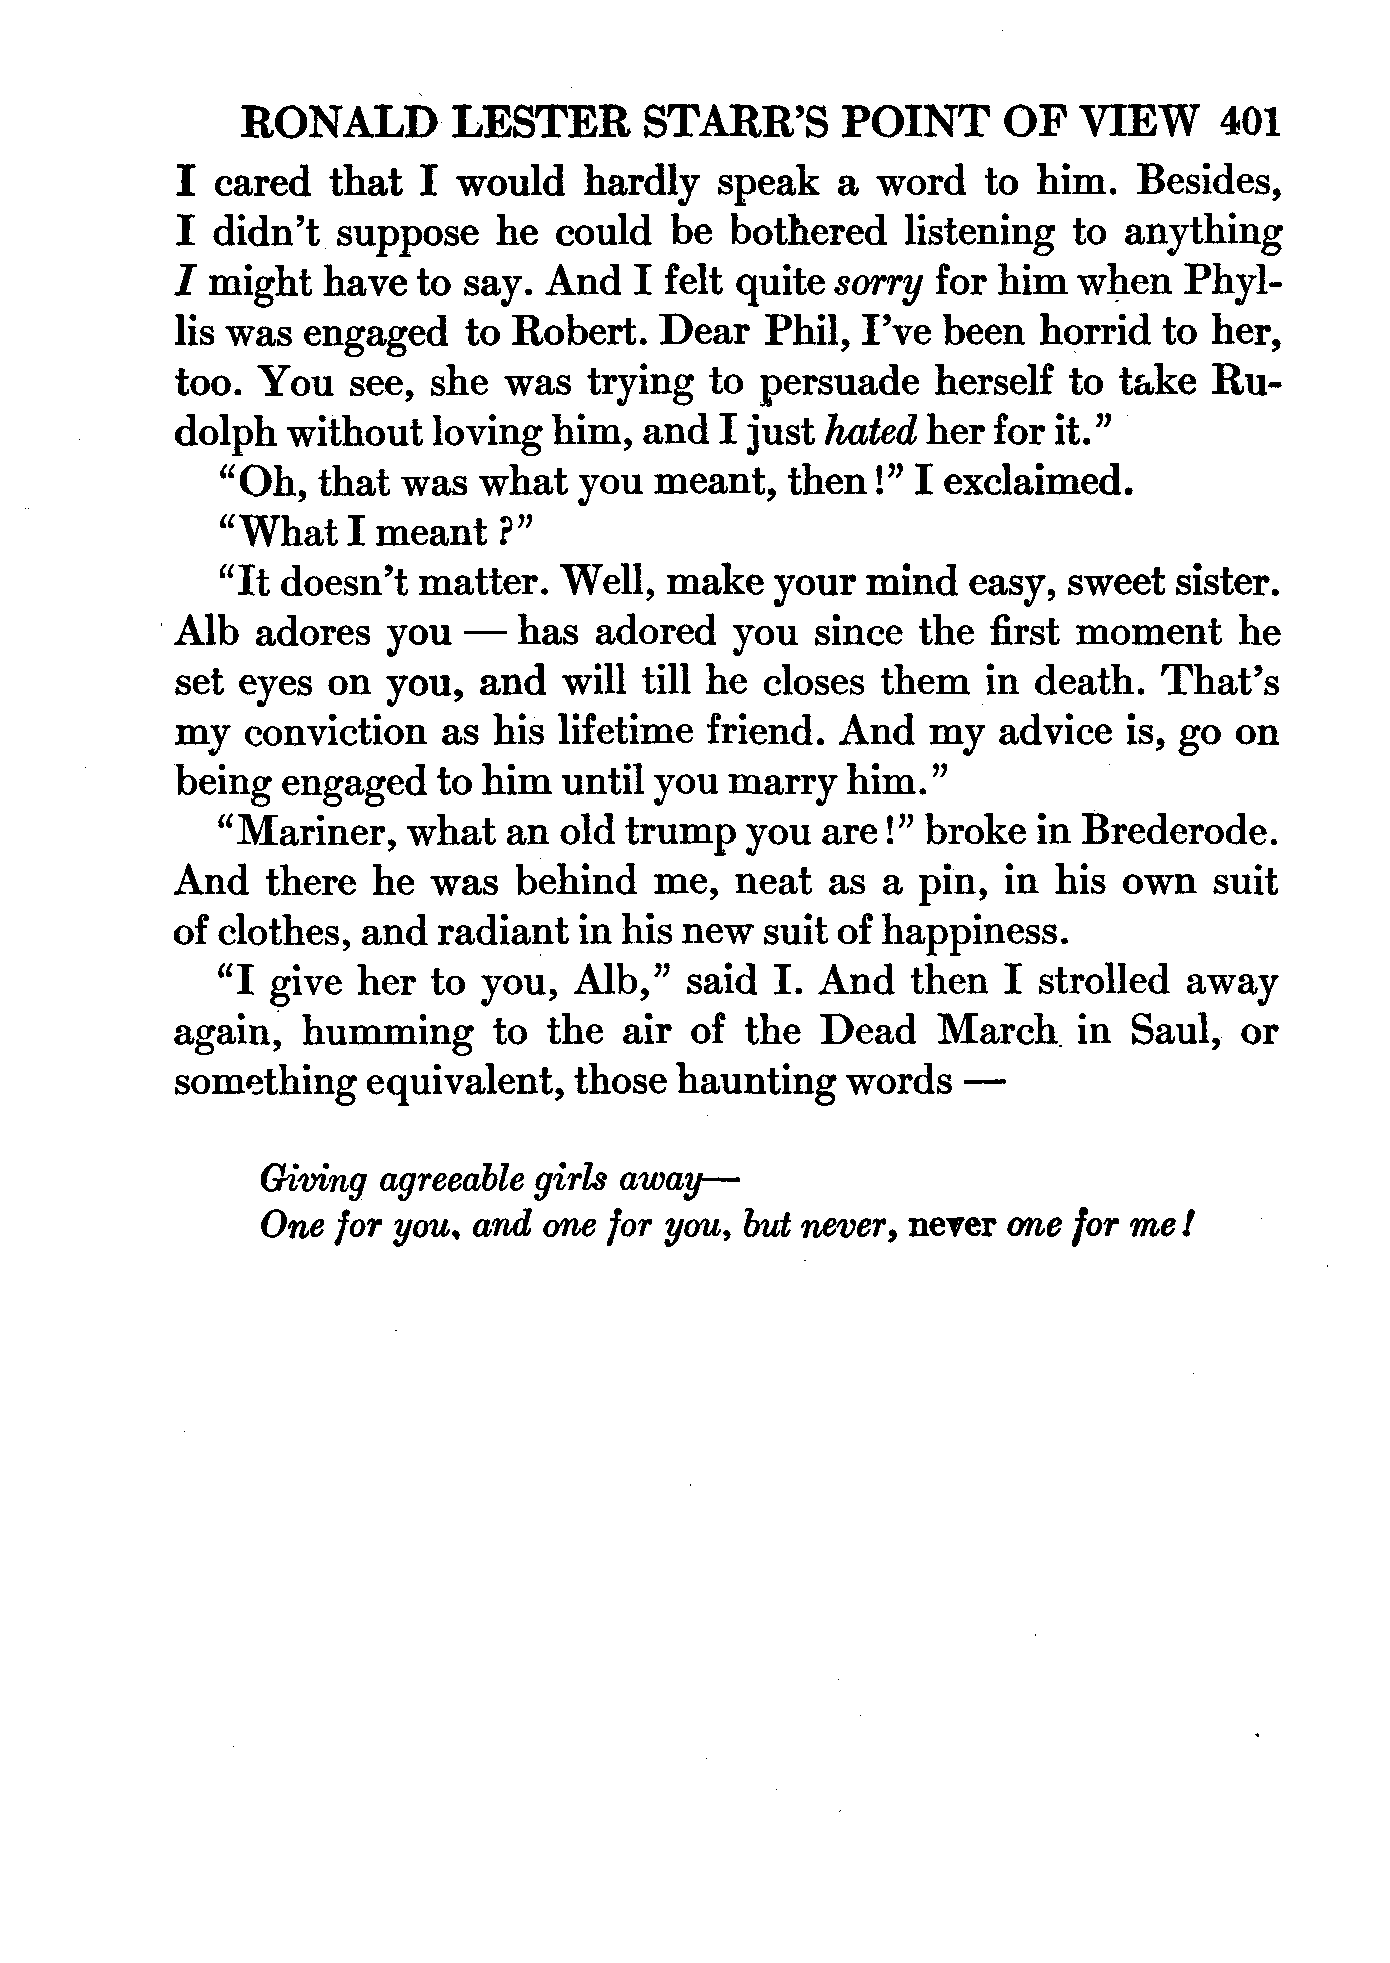 RONALD LESTER STARR'S POINT OF VIEW 401
I cared that I would hardly speak a word to him. Besides,
I didn't suppose he could be bothered listening to anything
I might have to say. And I felt quite sorry for him when Phyl-
lis was engaged to Robert. Dear Phil, I've been horrid to her,
too. You see, she was trying to persuade herself to take Ru-
dolph without loving him, and I just hated her for it."
"Oh, that was what you meant, then!" I exclaimed.
"What I meant?"
"It doesn't matter. Well, make your mind easy, sweet sister.
Alb adores you — has adored you since the first moment he
set eyes on you, and will till he closes them in death. That's
my conviction as his lifetime friend. And my advice is, go on
being engaged to him until you marry him."
"Mariner, what an old trump you are!" broke in Brederode.
And there he was behind me, neat as a pin, in his own suit
of clothes, and radiant in his new suit of happiness.
"I give her to you, Alb," said I. And then I strolled away
again, humming to the air of the Dead March in Saul, or
something equivalent, those haunting words —
Giving agreeable girls away—
One for you, and one for you, but never, never one for me!